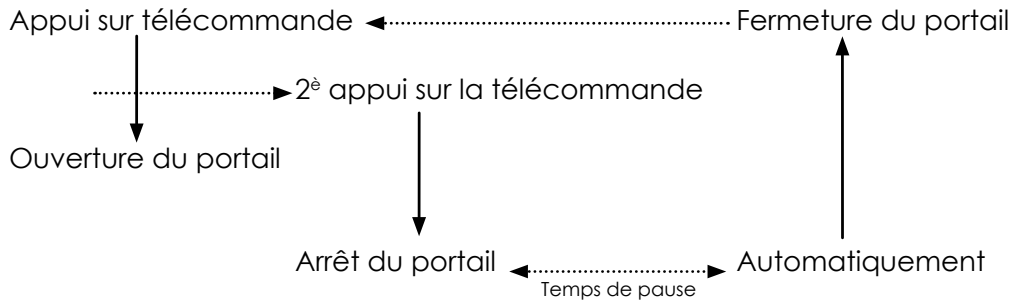 Appui sur télécommande
Fermeture du portail
2è appui sur la télécommande
Ouverture du portail
Arrêt du portail
Automatiquement
Temps de pause